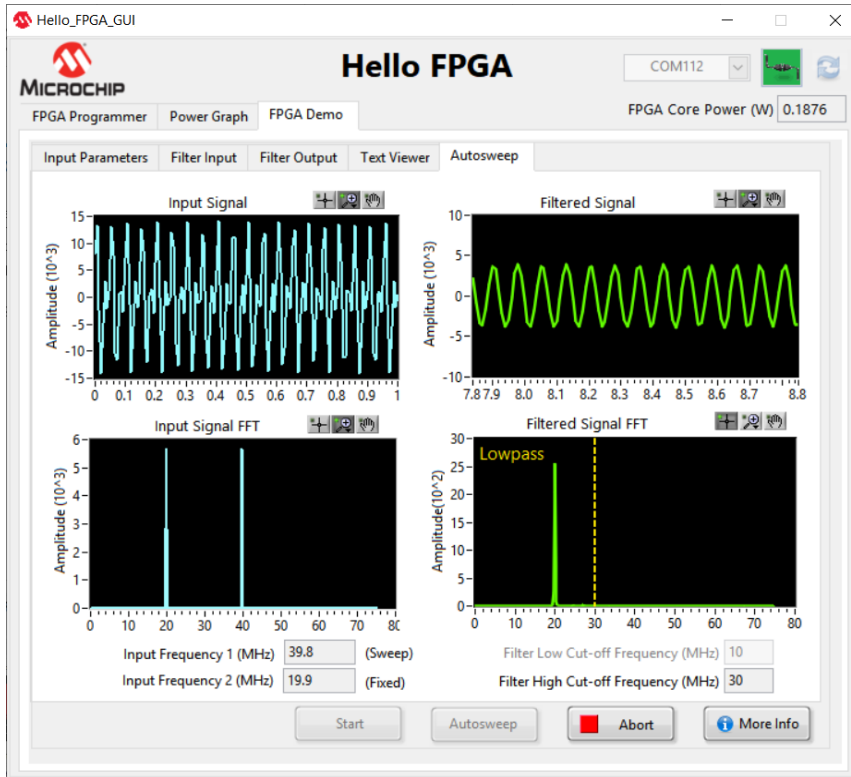 Hello_FPGA_GUI
MICROCHIP
Hello FPGA
COM112
FPGA Core Power (W) 0.1876
FPGA Programmer Power Graph FPGA Demo
Input Parameters Filter Input Filter Output Text Viewer Autosweep
Input Signal
Amplitude (10^3)
15
10
5
0
-5
-10
-15
0 0.1 0.2 0.3 0.4 0.5 0.6 0.7 0.8 0.9 1
Filtered Signal
Amplitude (10^3)
10
5
0
-5
-10
7.8 7.9 8.0 8.1 8.2 8.3 8.4 8.5 8.6 8.7 8.8
Input Signal FFT
Amplitude (10^3)
6
5
4
3
2
1
0
0 10 20 30 40 50 60 70 80
Filtered Signal FFT
Lowpass
Amplitude(10^2)
30
25
20
15
10
5
0
0 10 20 30 40 50 60 70 80
Input Frequency 1 (MHz) 39.8 (Sweep)
Input Frequency 2 (MHz) 19.9 (Fixed)
Filter Low Cut-off Frequency (MHz) 10
Filter High Cut-off Frequency (MHz) 30
Start Autosweep Abort More Info